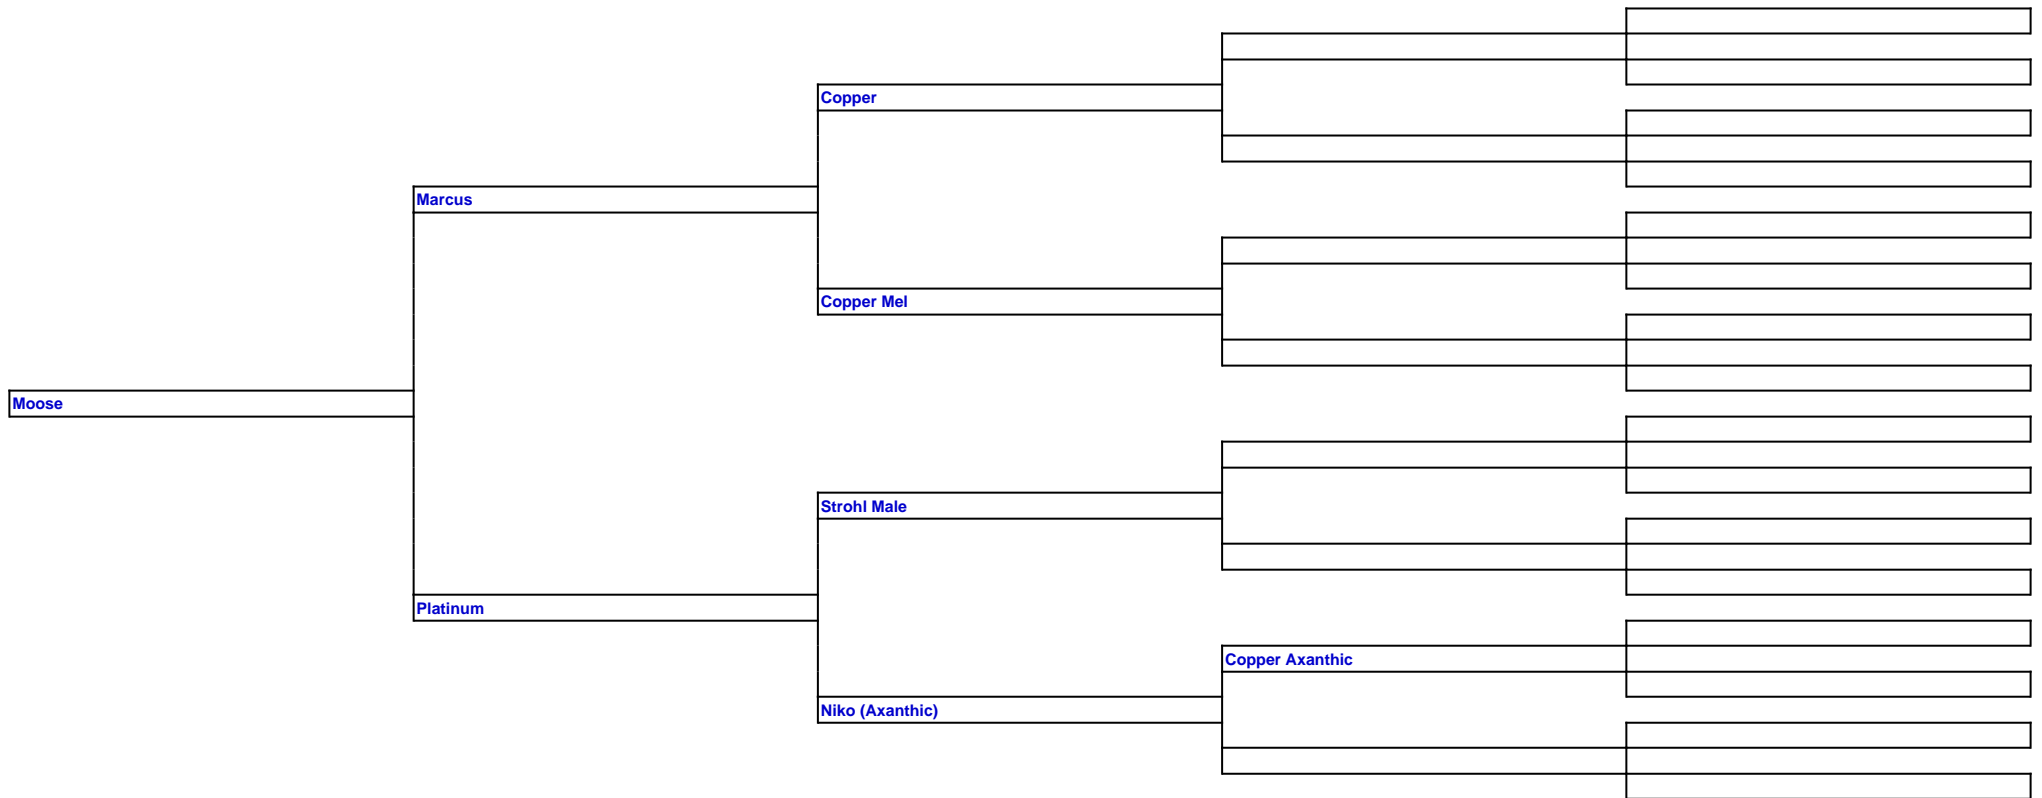 Copper
Marcus
Copper Mel
Moose
Strohl Male
Platinum
Copper Axanthic
Niko (Axanthic)